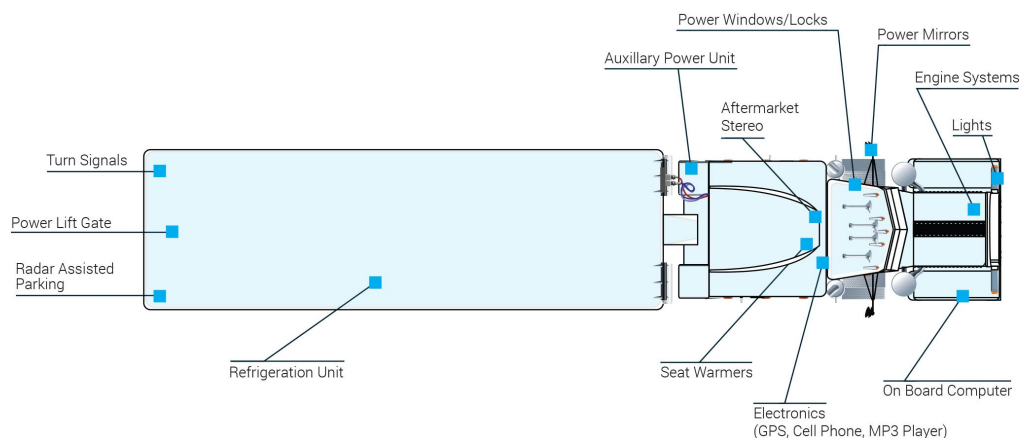 Power Windows/Locks
Power Mirrors
Auxillary Power Unit
Engine Systems
Aftermarket
Stereo
Lights
Turn Signals
Power Lift Gate
Radar Assisted
Parking
Refrigeration Unit
Seat Warmers
On Board Computer
Electronics
(GPS, Cell Phone, MP3 Player)